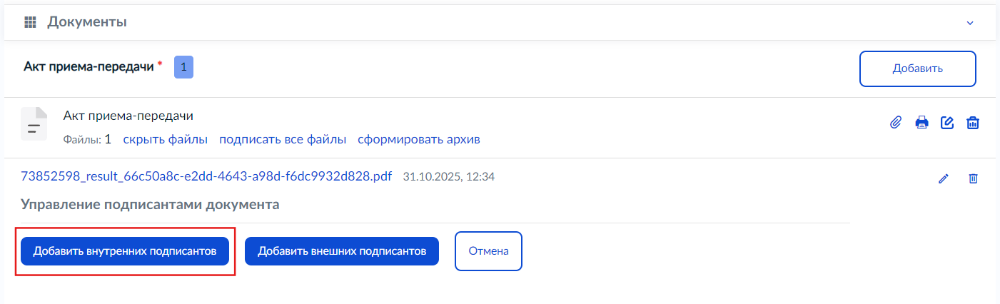 Документы
Акт приема-передачи * 1 Добавить
Акт приема-передачи
Файлы: 1 скрыть файлы подписать все файлы сформировать архив
73852598_result_66c50a8c-e2dd-4643-a98d-f6dc9932d828.pdf 31.10.2025, 12:34
Управление подписантами документа
Добавить внутренних подписантов Добавить внешних подписантов Отмена